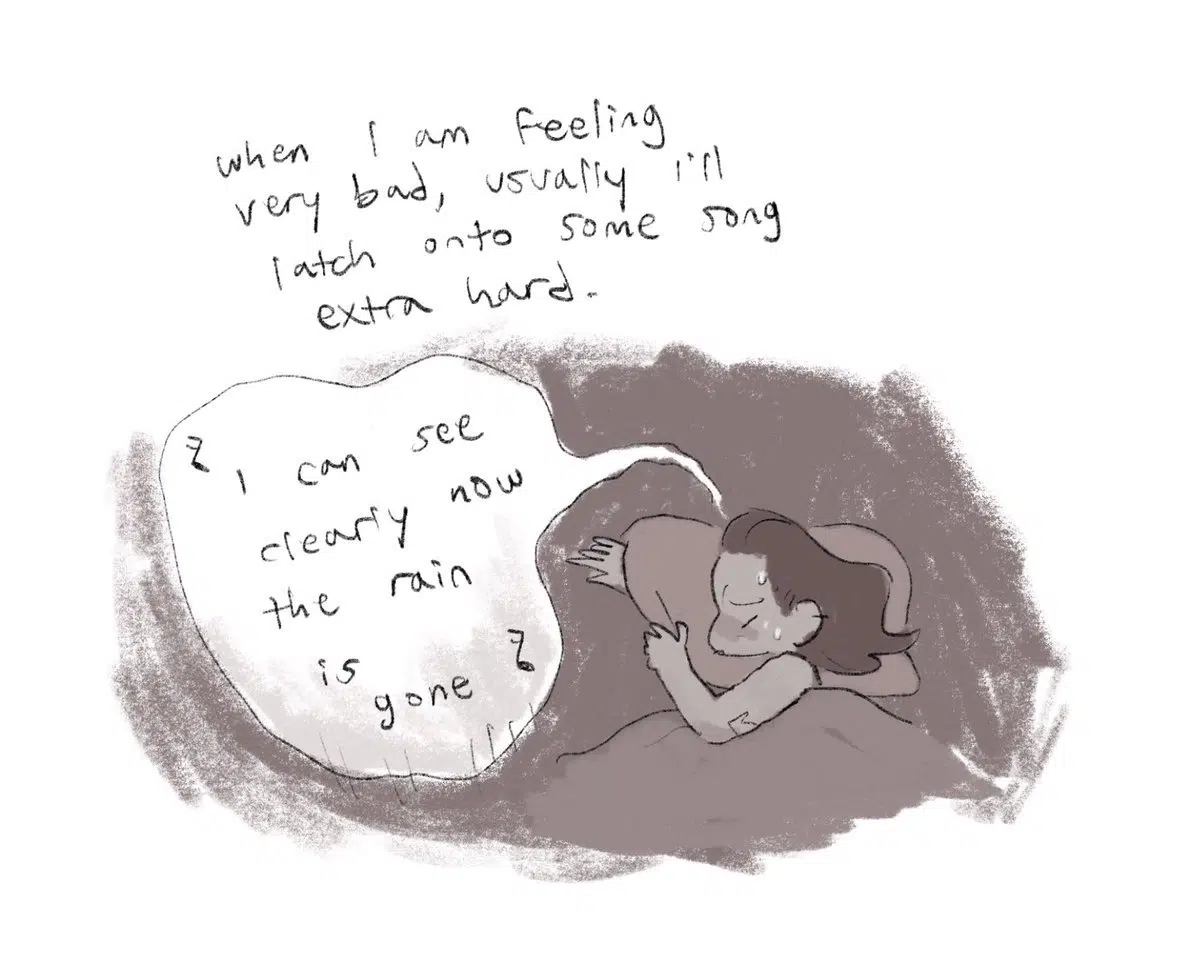 when I am feeling
very bad, usually i'll
latch onto some song
extra hard.
I can see
clearly now
the rain
is
gone